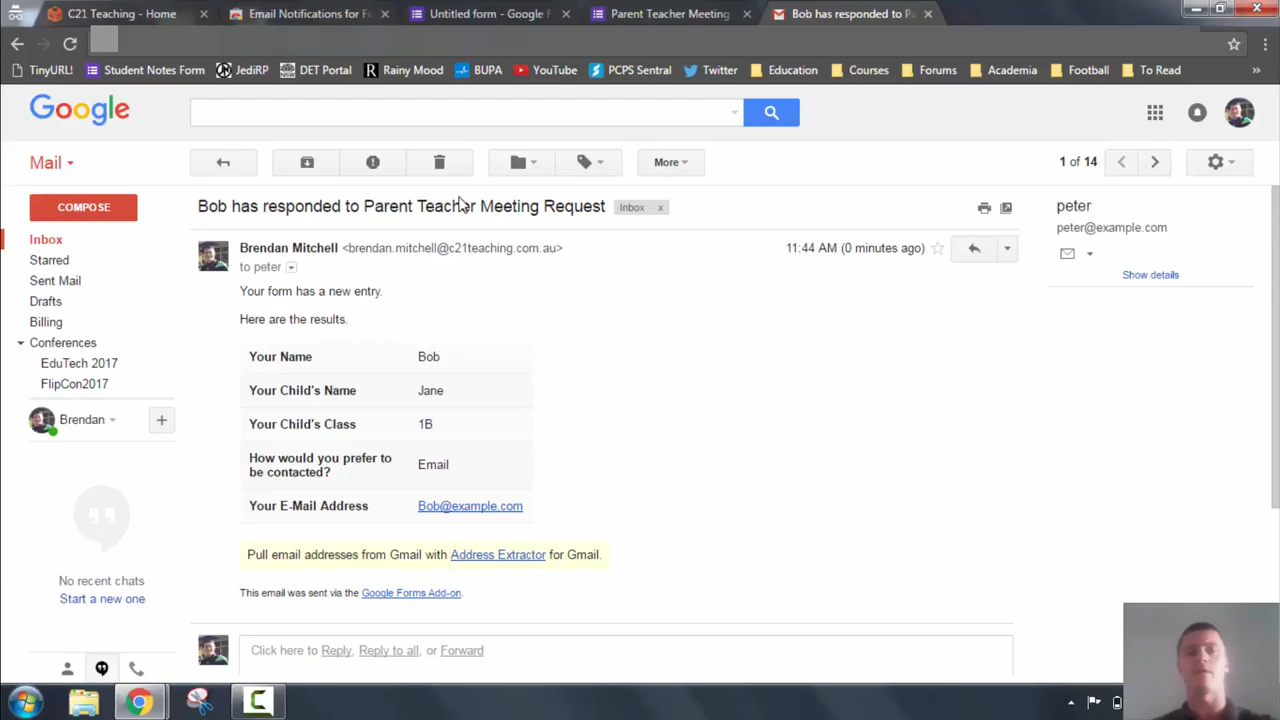 C21 Teaching - Home
Email Notifications for F
Untitled form - Google F
Parent Teacher Meeting
Bob has responded to Pa
TinyURL!
Student Notes Form
JediRP
DET Portal
Rainy Mood
BUPA
YouTube
PCPS Sentral
Twitter
Education
Courses
Forums
Academia
Football
To Read
»
Google
Mail
More
1 of 14
COMPOSE
Inbox
Starred
Sent Mail
Drafts
Billing
Conferences
EduTech 2017
FlipCon2017
Brendan
No recent chats
Start a new one
Bob has responded to Parent Teacher Meeting Request
Inbox x
Brendan Mitchell <brendan.mitchell@c21teaching.com.au>
11:44 AM (0 minutes ago)
to peter
Your form has a new entry.
Here are the results.
Your Name Bob
Your Child's Name Jane
Your Child's Class 1B
How would you prefer to
be contacted?
Email
Your E-Mail Address Bob@example.com
Pull email addresses from Gmail with Address Extractor for Gmail.
This email was sent via the Google Forms Add-on.
Click here to Reply, Reply to all, or Forward
peter
peter@example.com
Show details